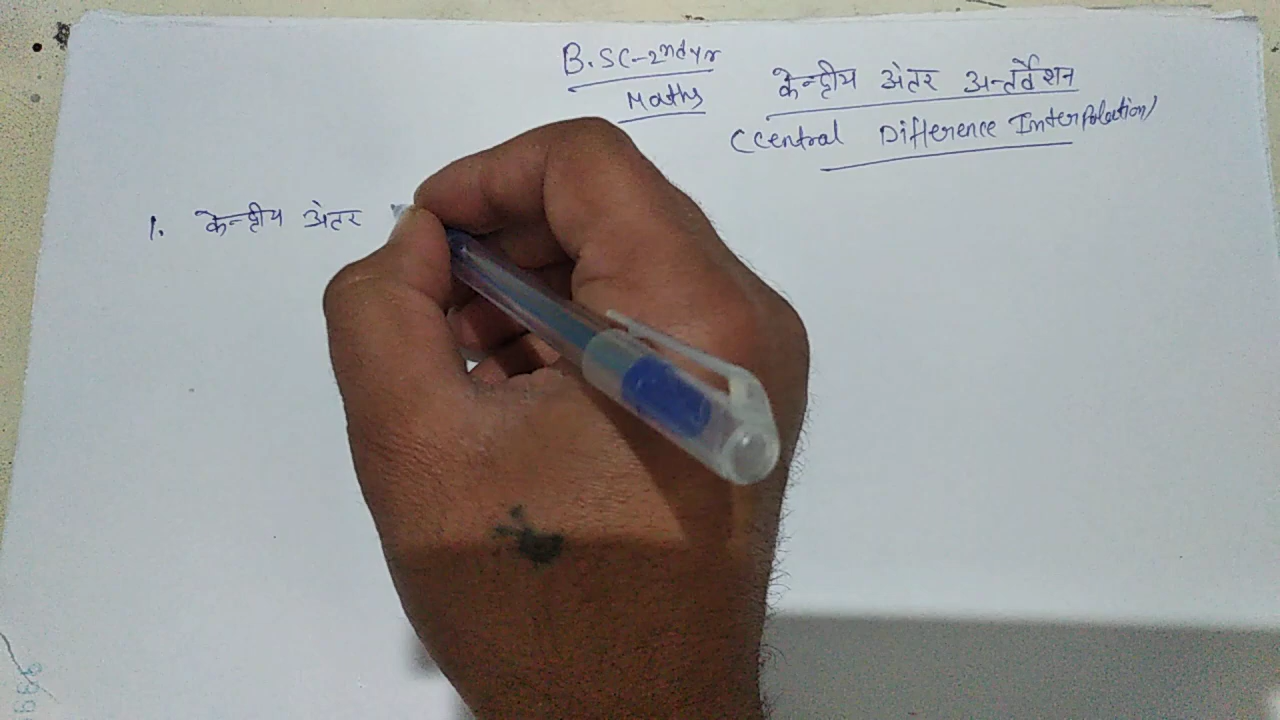 B.Sc-2nd yr
Maths
केन्द्रीय अंतर अन्तर्वेशन
(Central Difference Interpolation)
1. केन्द्रीय अंतर